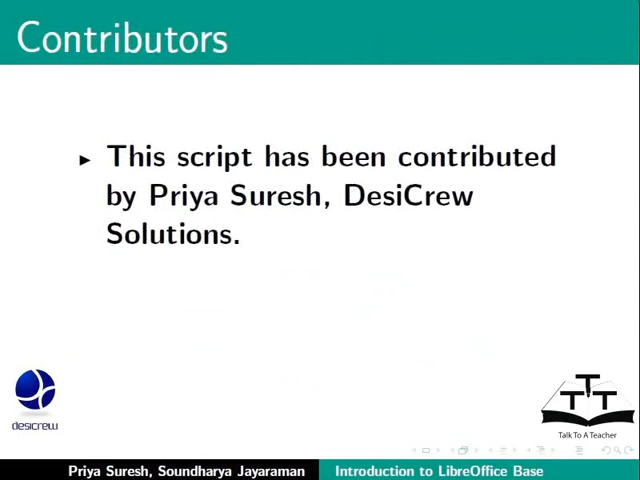 Contributors
This script has been contributed
by Priya Suresh, DesiCrew
Solutions.
desicrew
TTT
Talk To A Teacher
Priya Suresh, Soundharya Jayaraman
Introduction to LibreOffice Base